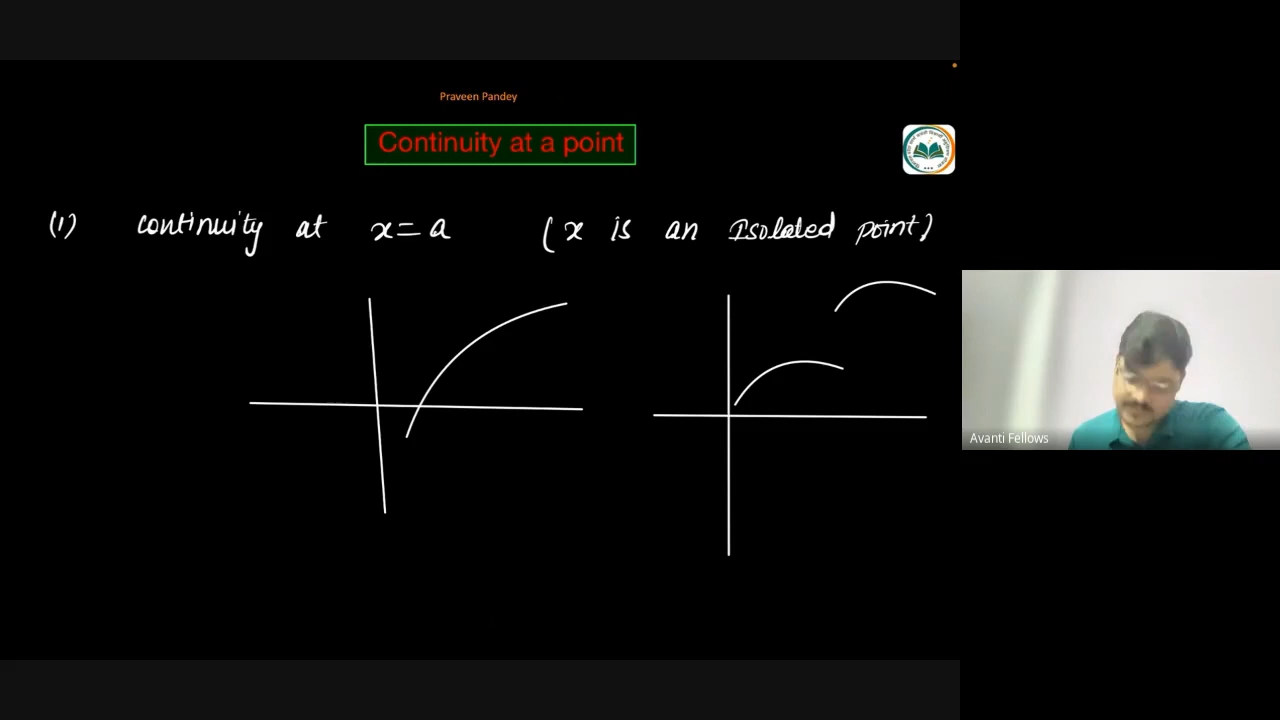 Praveen Pandey
Continuity at a point
(1) continuity at x = a (x is an Isolated point)
Avanti Fellows